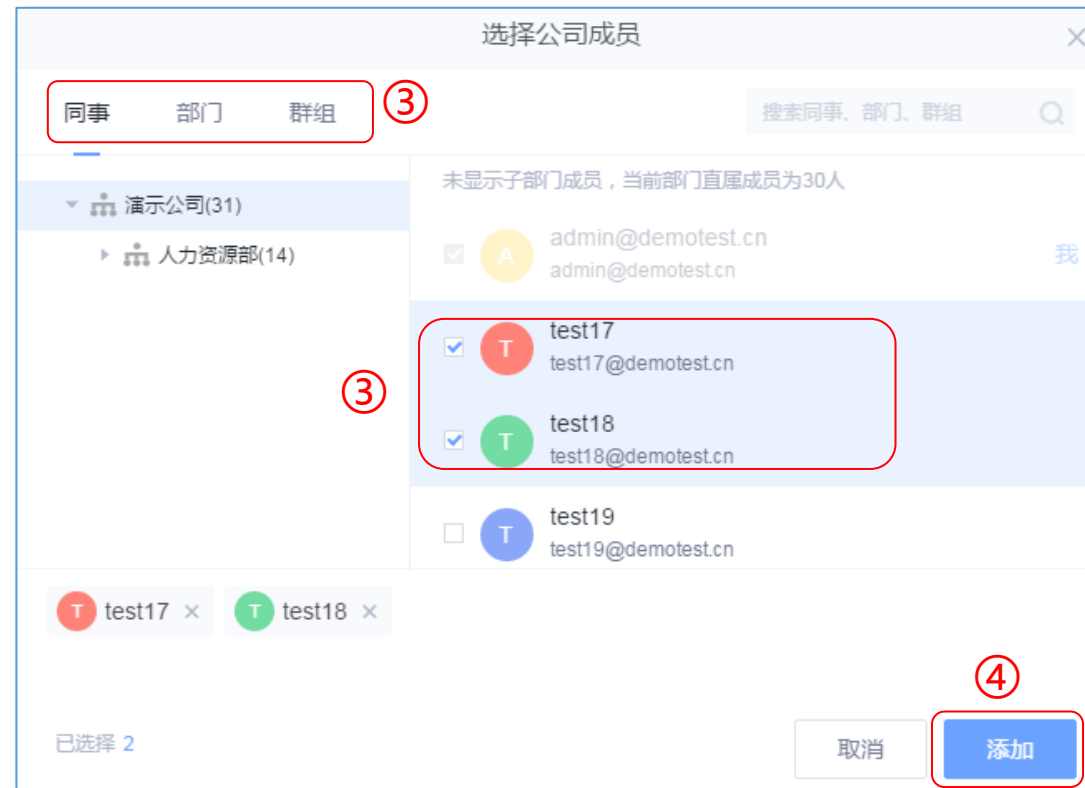 选择公司成员
同事 部门 群组 ③
搜索同事、部门、群组
演示公司(31)
人力资源部(14)
未显示子部门成员，当前部门直属成员为30人
A
admin@demotest.cn
admin@demotest.cn
我
③
T
test17
test17@demotest.cn
T
test18
test18@demotest.cn
T
test19
test19@demotest.cn
T test17 × T test18 ×
④
已选择 2
取消 添加